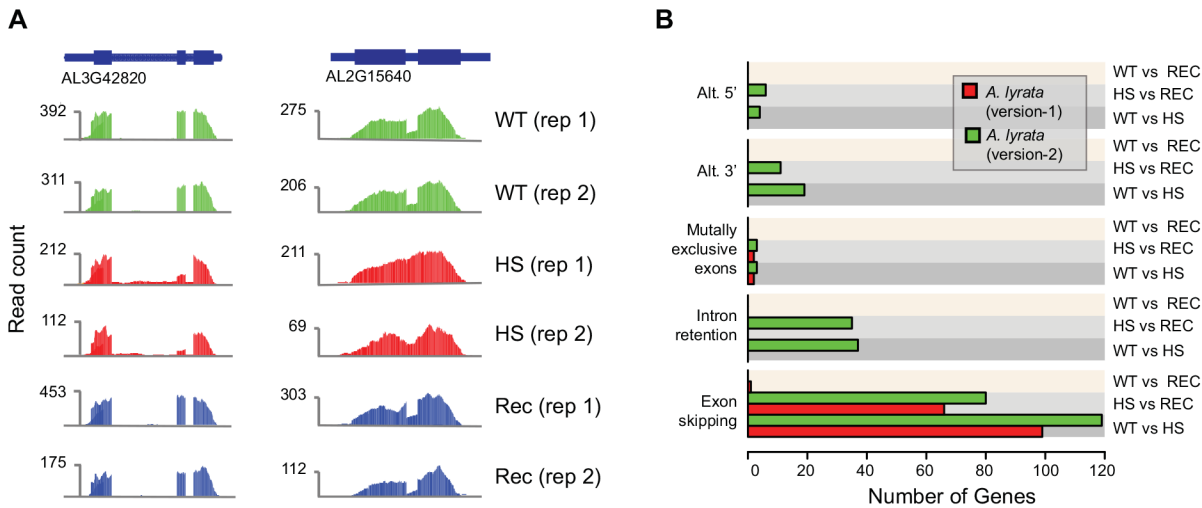 A
AL3G42820
AL2G15640
Read count
392
275
WT (rep 1)
311
206
WT (rep 2)
212
211
HS (rep 1)
112
69
HS (rep 2)
453
303
Rec (rep 1)
175
112
Rec (rep 2)
B
Alt. 5’
WT vs REC
HS vs REC
WT vs HS
A. lyrata
(version-1)
A. lyrata
(version-2)
Alt. 3’
WT vs REC
HS vs REC
WT vs HS
Mutally
exclusive
exons
WT vs REC
HS vs REC
WT vs HS
Intron
retention
WT vs REC
HS vs REC
WT vs HS
Exon
skipping
WT vs REC
HS vs REC
WT vs HS
0 20 40 60 80 100 120
Number of Genes